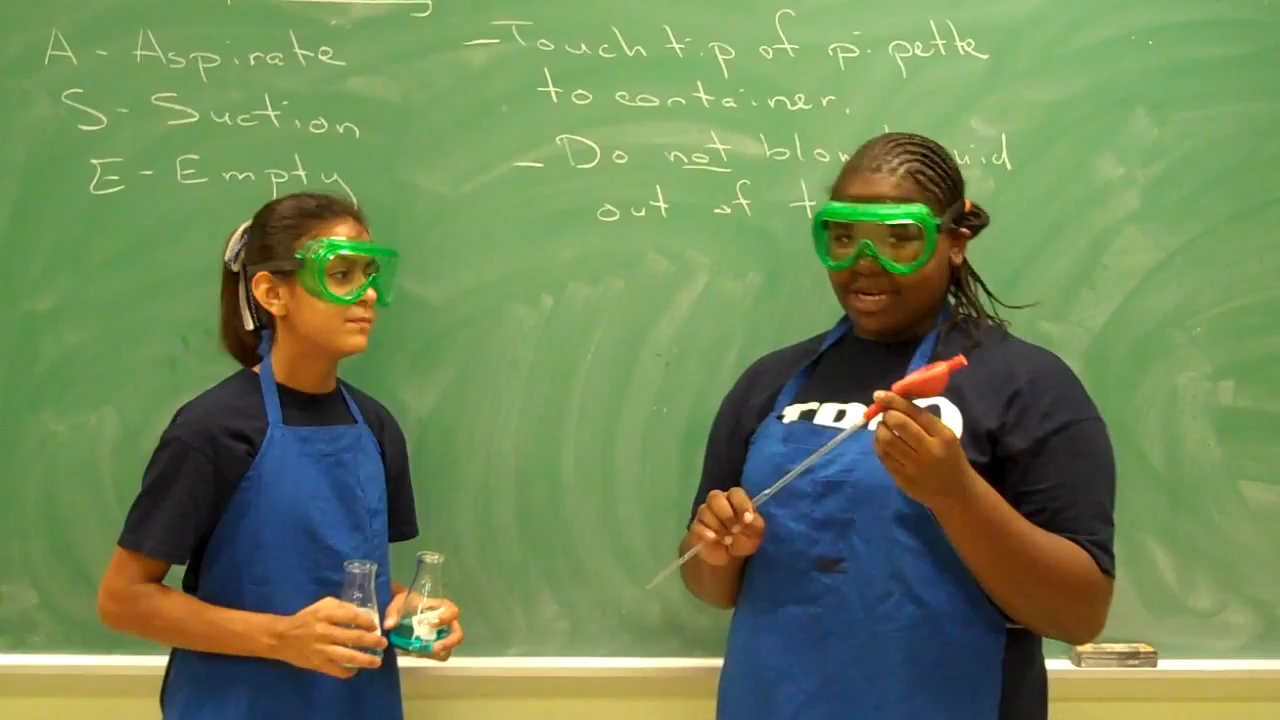 A - Aspirate
S - Suction
E - Empty
- Touch tip of pipette
to container.
- Do not blow
out of